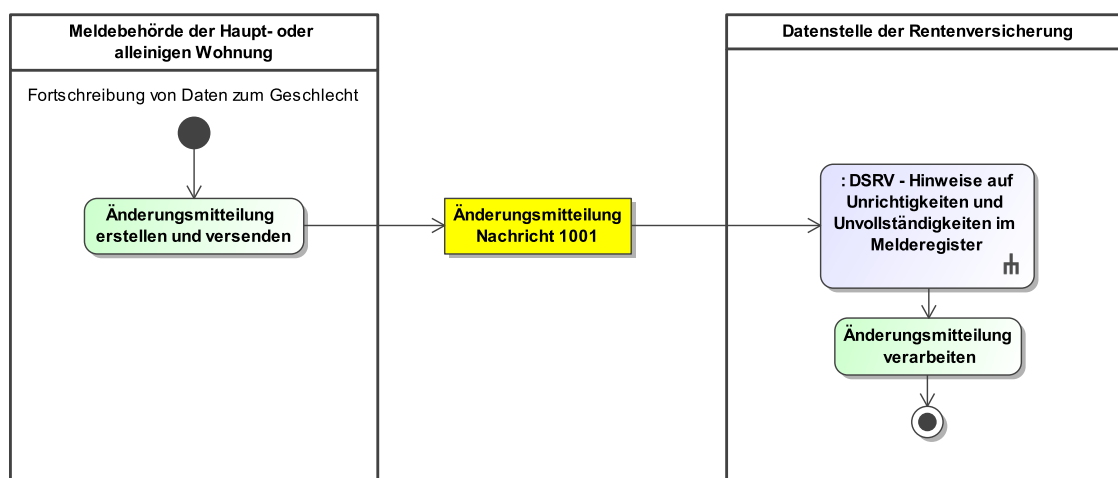 Meldebehörde der Haupt- oder
alleinigen Wohnung
Fortschreibung von Daten zum Geschlecht
Änderungsmitteilung
erstellen und versenden
Änderungsmitteilung
Nachricht 1001
Datenstelle der Rentenversicherung
: DSRV - Hinweise auf
Unrichtigkeiten und
Unvollständigkeiten im
Melderegister
Änderungsmitteilung
verarbeiten